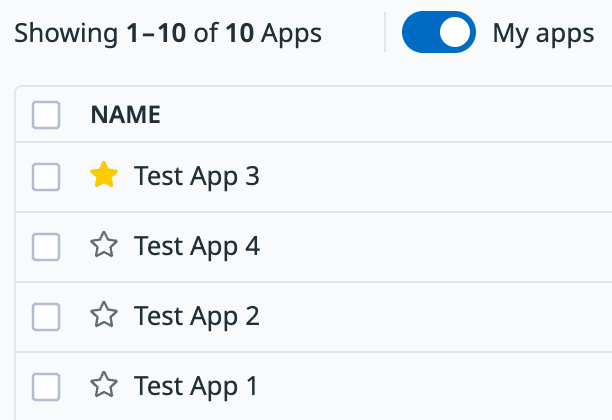 Showing 1–10 of 10 Apps
My apps
NAME
Test App 3
Test App 4
Test App 2
Test App 1